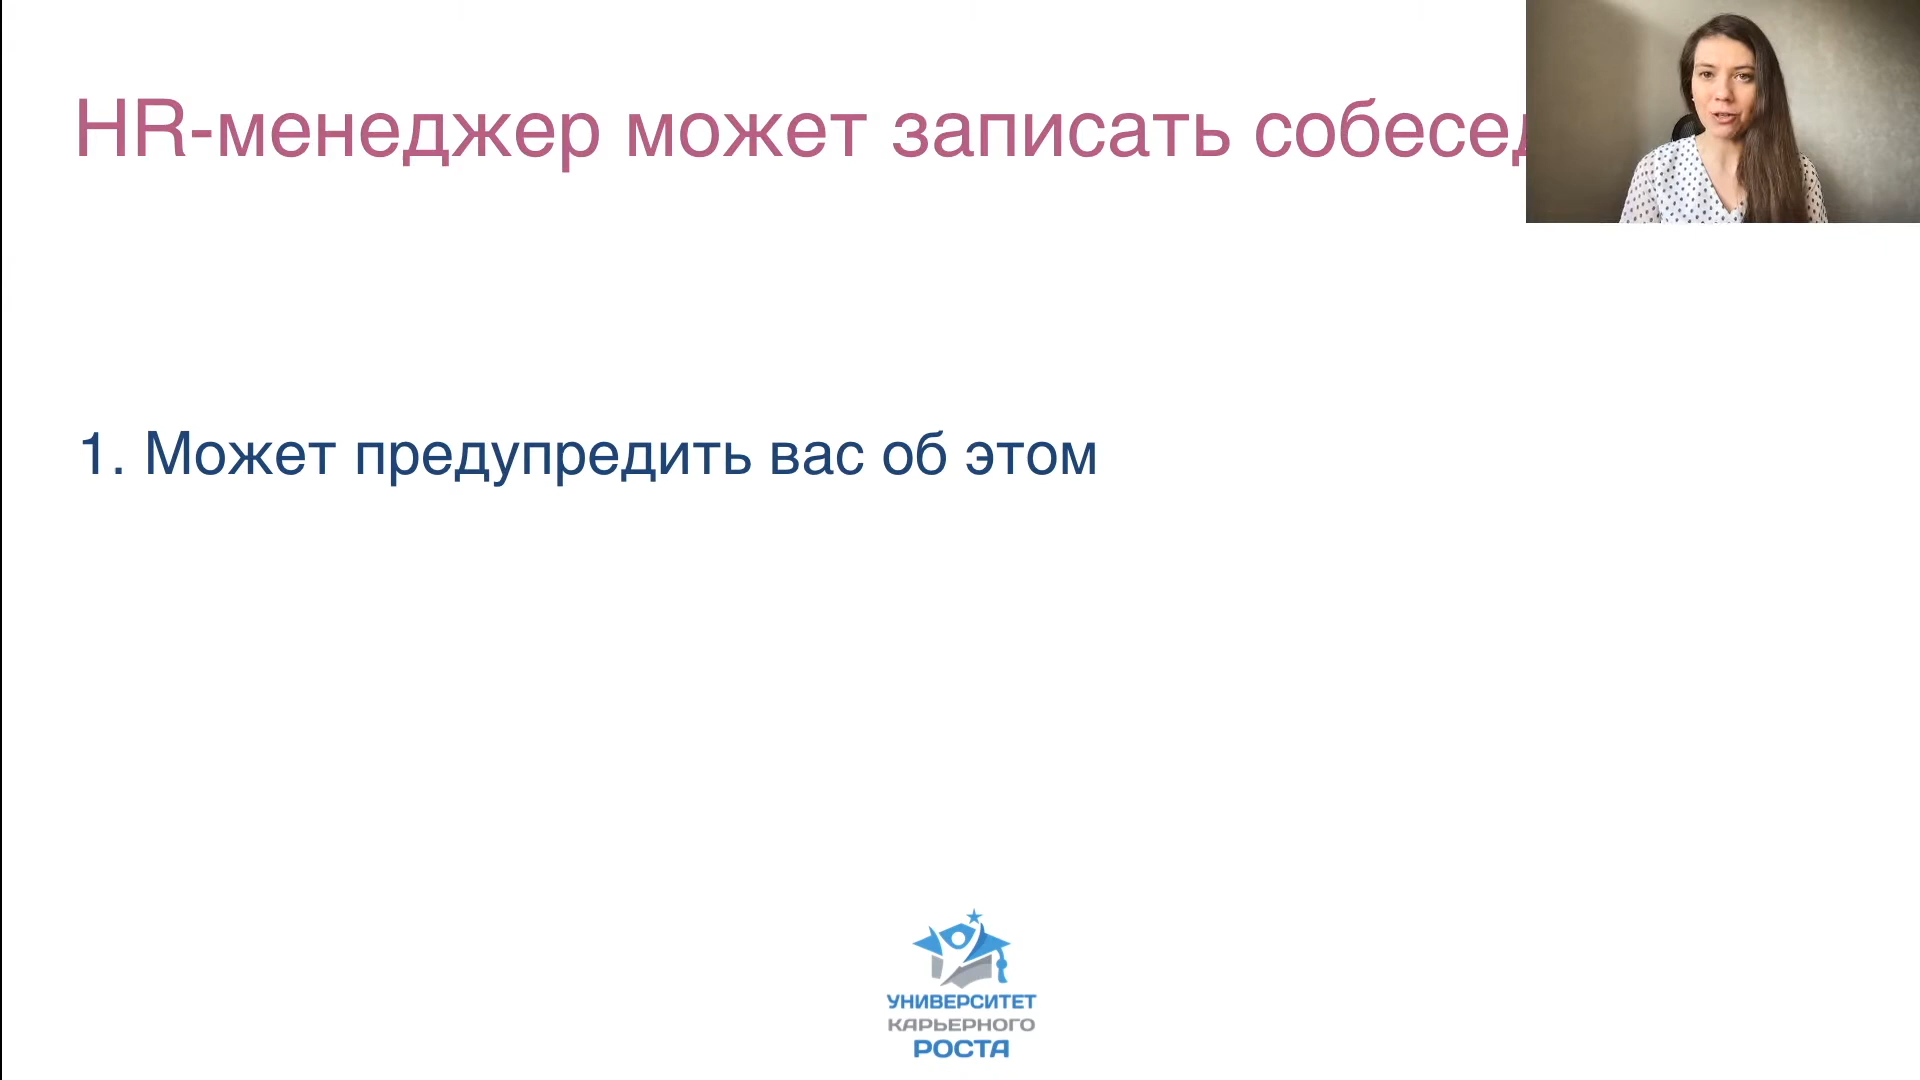 HR-менеджер может записать собесед
1. Может предупредить вас об этом
УНИВЕРСИТЕТ
КАРЬЕРНОГО
РОСТА